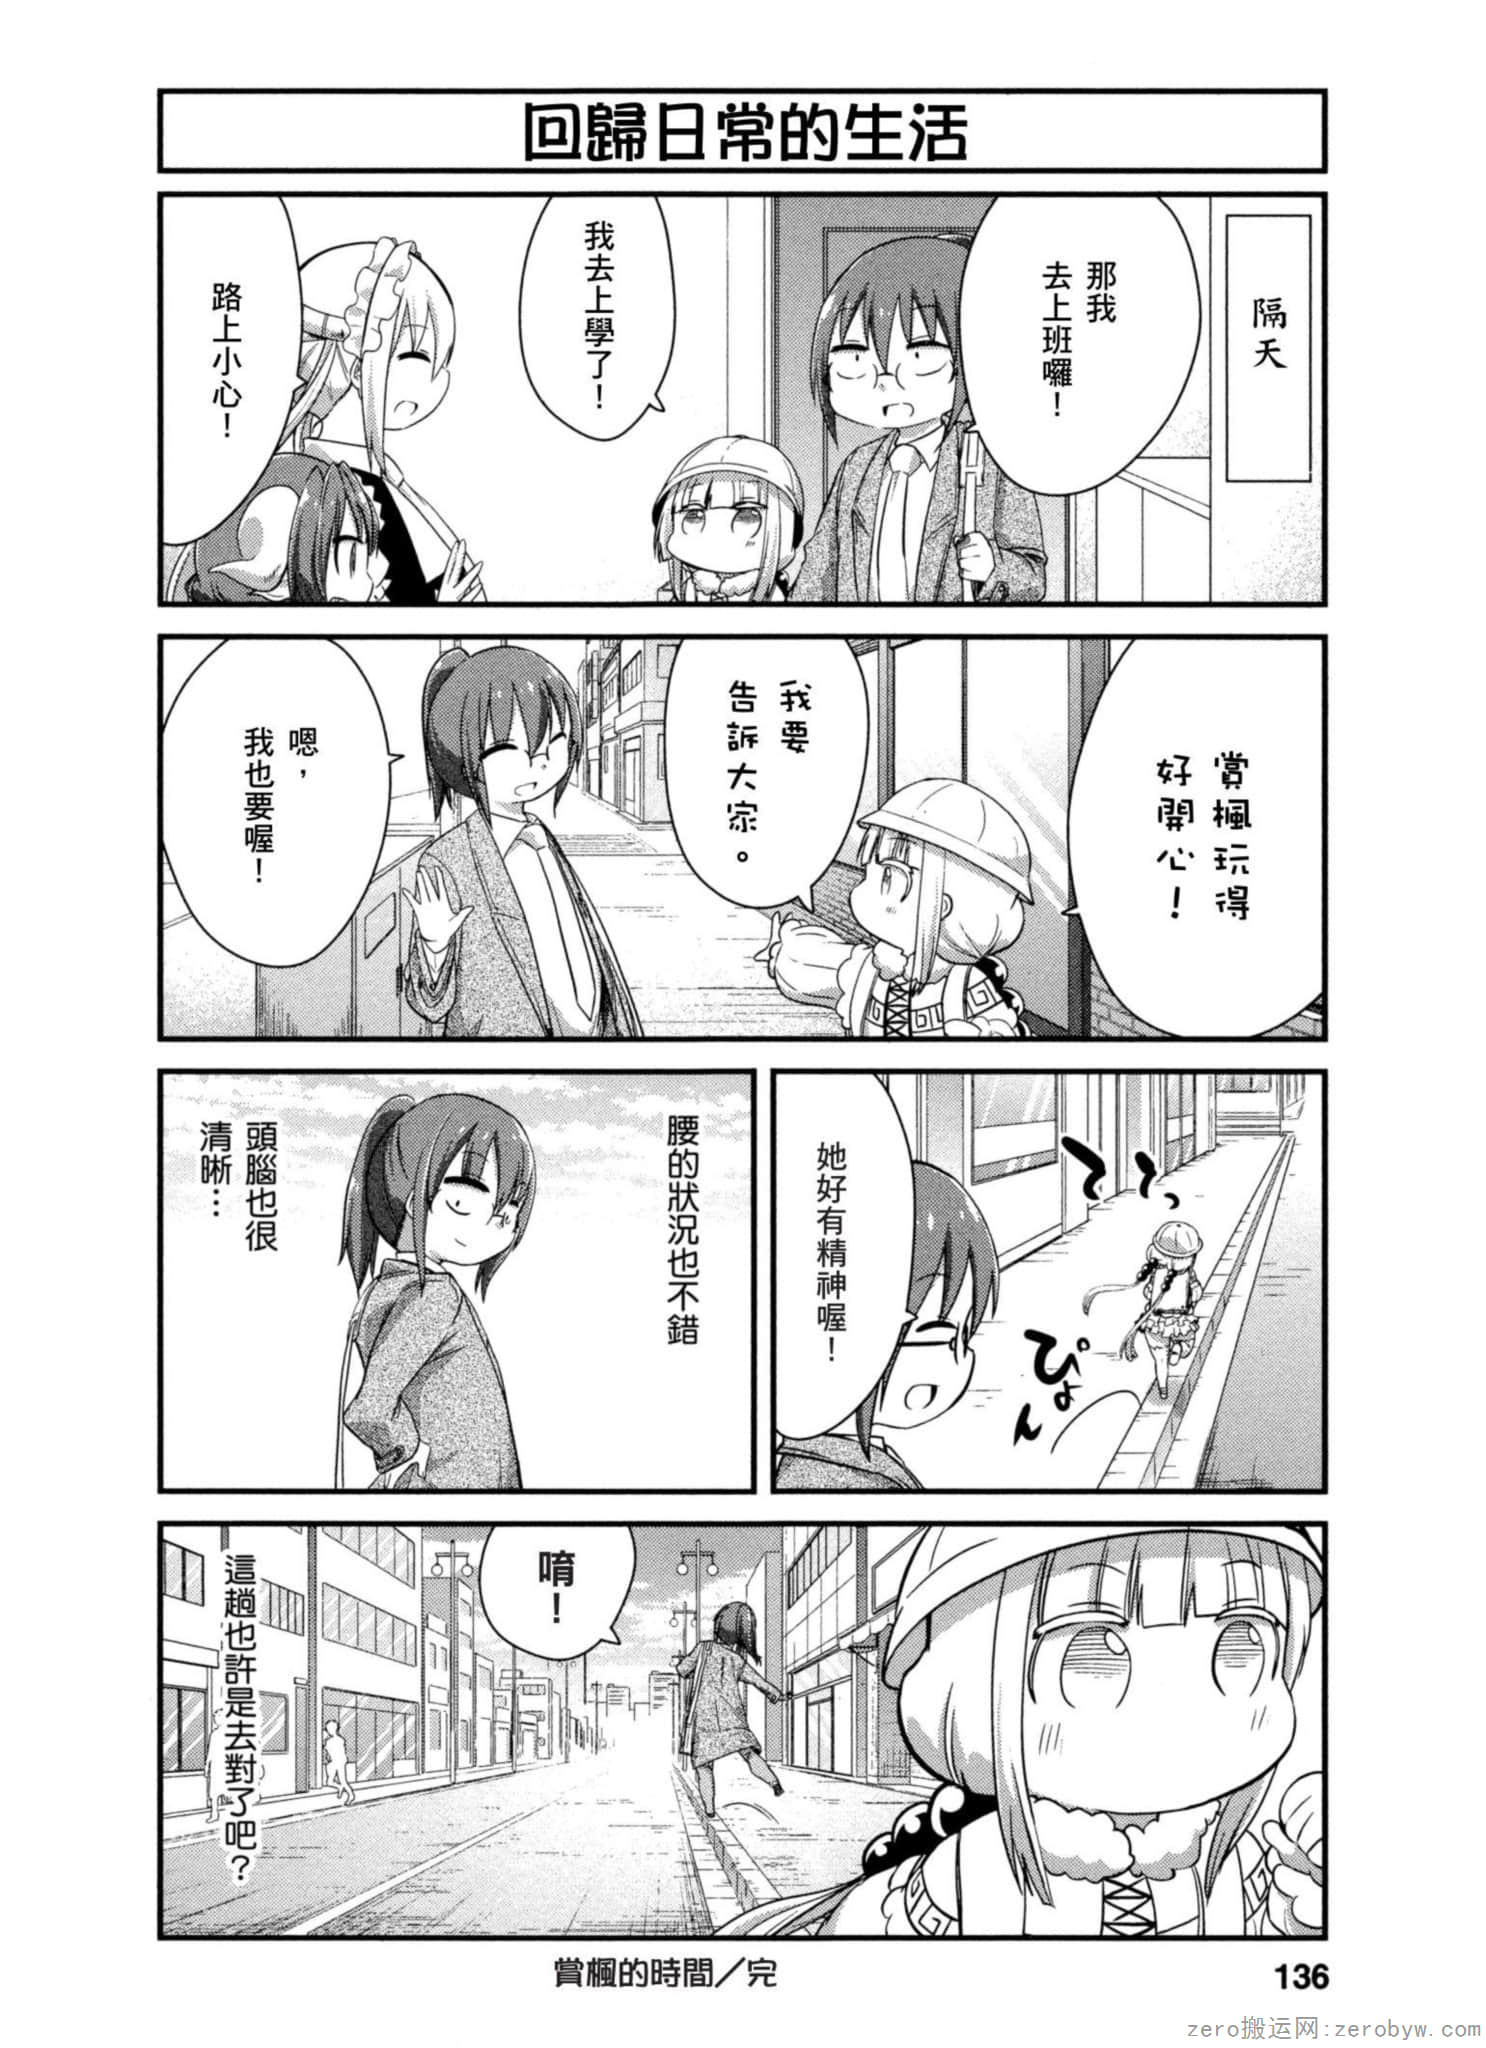 回歸日常的生活
隔天
那我
去上班囉！
我去上學了！
路上小心！
賞楓玩得
好開心！
我要
告訴大家。
嗯，
我也要喔！
她好有精神喔！
てってってっ
ぴょん
腰的狀況也不錯
頭腦也很
清晰…
唷！
這趟也許是去對了吧？
賞楓的時間／完
136
zero搬运网:zerobyw.com